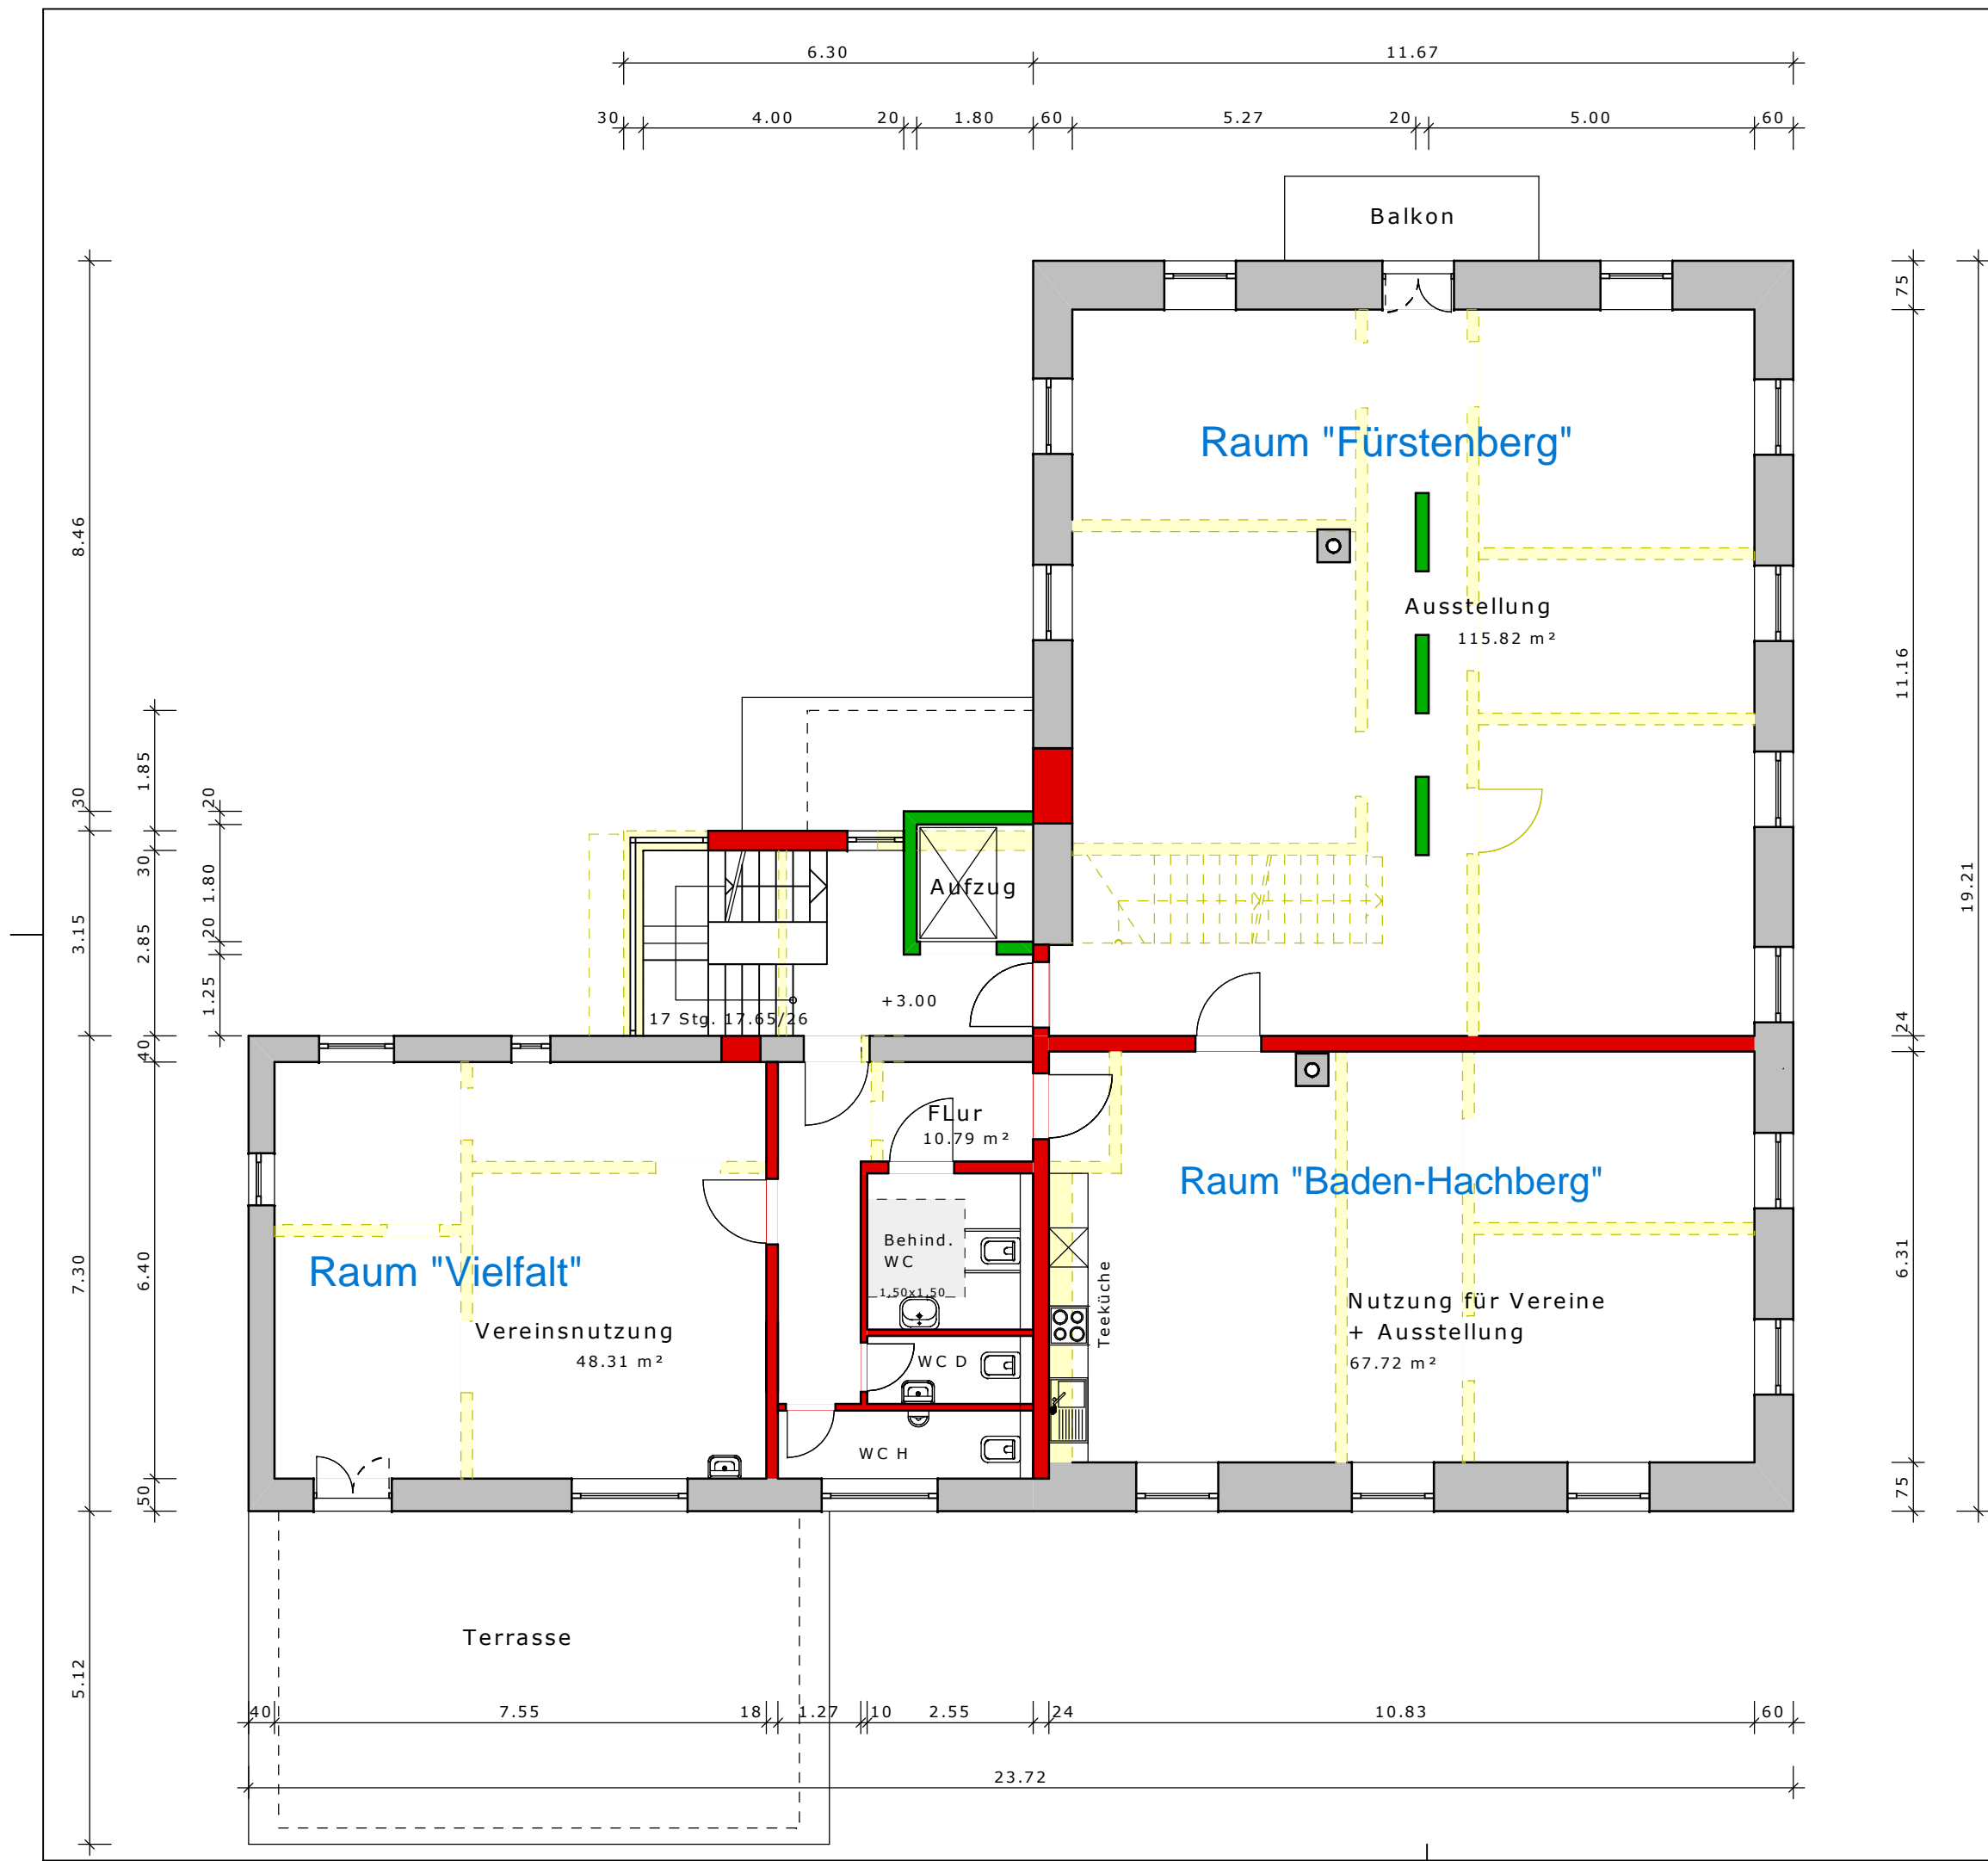 6.30 11.67
30 4.00 20 1.80 60 5.27 20 5.00 60
Balkon
75
Raum "Fürstenberg"
8.46
Ausstellung
115.82 m²
11.16
19.21
1.85
30
20
30
1.80
Aufzug
3.15
2.85
20
1.25
+3.00
17 Stg. 17.65/26
24
40
FLur
10.79 m²
Raum "Baden-Hachberg"
Behind.
WC
1,50x1,50
Raum "Vielfalt"
7.30
6.40
6.31
Teeküche
Nutzung für Vereine
+ Ausstellung
67.72 m²
Vereinsnutzung
48.31 m²
WC D
WC H
50
75
Terrasse
5.12
40 7.55 18 1.27 10 2.55 24 10.83 60
23.72